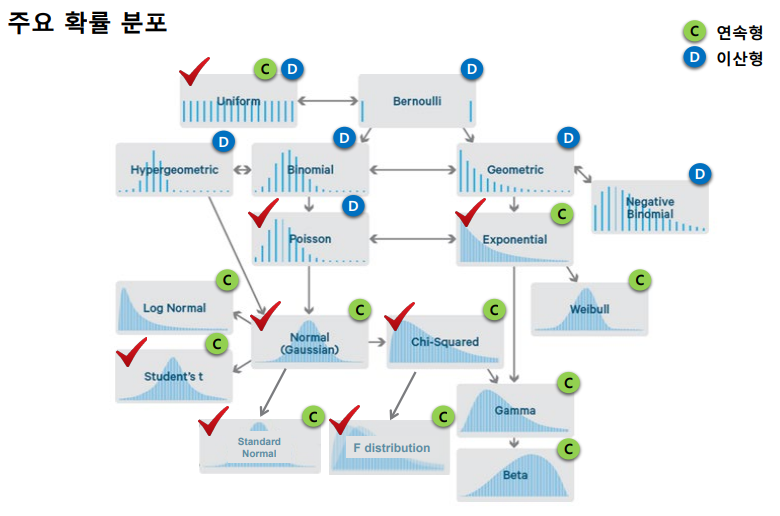 주요 확률 분포
C 연속형
D 이산형
C D
Uniform
D
Bernoulli
D
Hypergeometric
D
Binomial
D
Geometric
D
Negative
Binomial
D
Poisson
C
Exponential
C
Log Normal
C
Normal
(Gaussian)
C
Chi-Squared
C
Weibull
C
Student's t
C
Gamma
C
Standard
Normal
C
F distribution
C
Beta